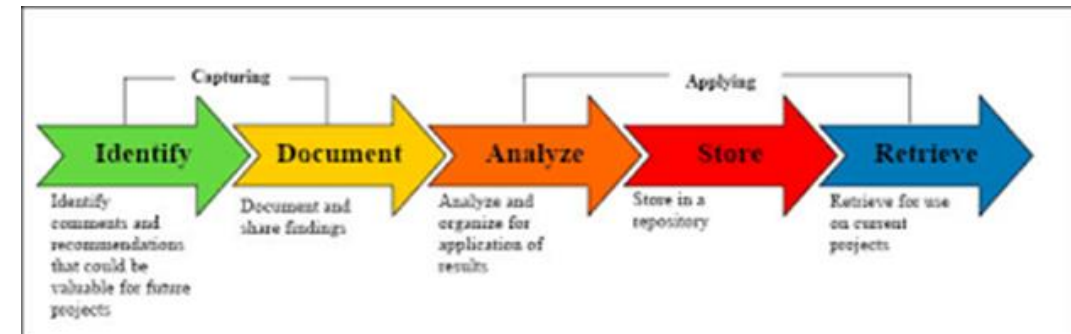 Capturing
Applying
Identify
Document
Analyze
Store
Retrieve
Identify
comments and
recommendations
that could be
valuable for future
projects
Document and
share findings
Analyze and
organize for
application of
results
Store in a
repository
Retrieve for use
on current
projects